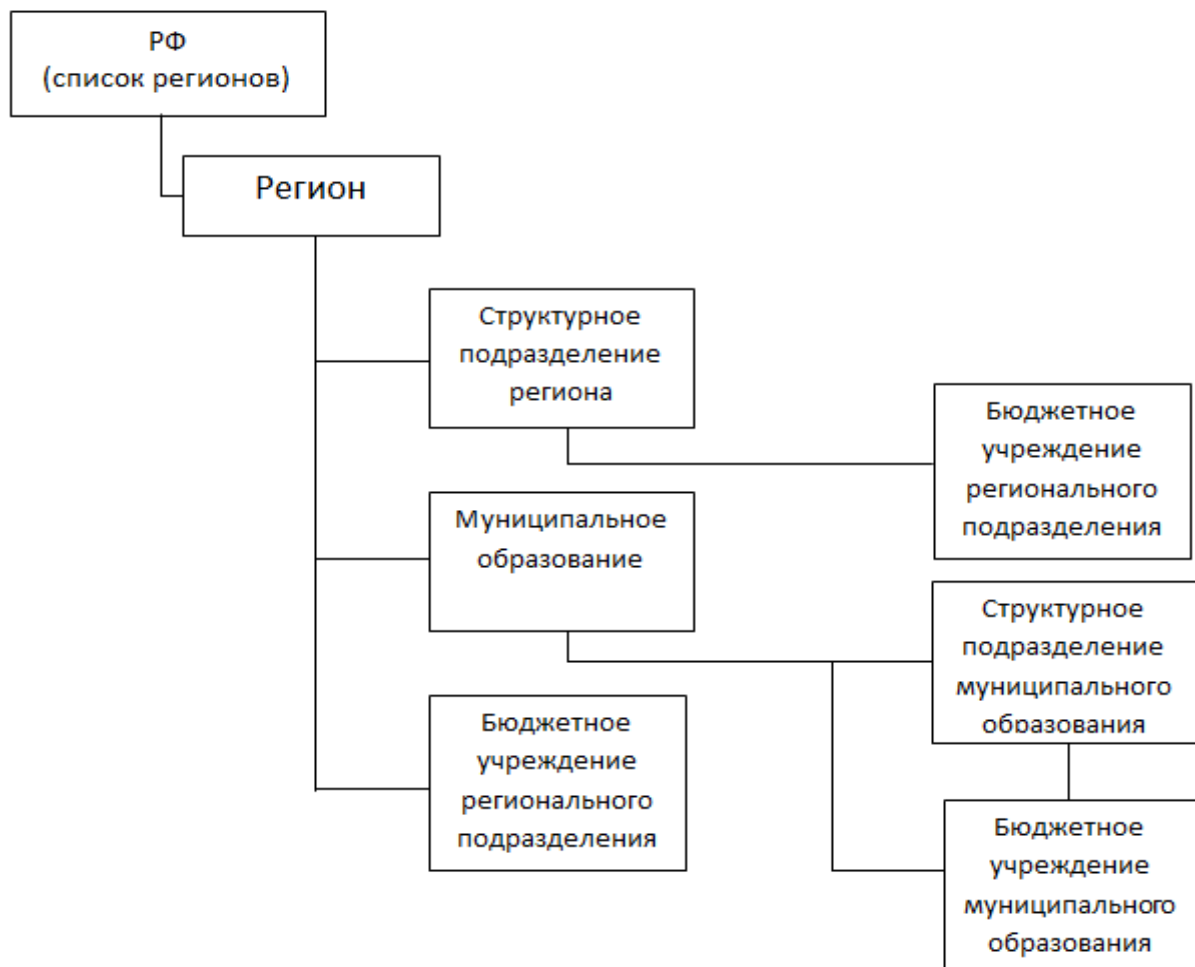 РФ
(список регионов)
Регион
Структурное
подразделение
региона
Бюджетное
учреждение
регионального
подразделения
Муниципальное
образование
Структурное
подразделение
муниципального
образования
Бюджетное
учреждение
регионального
подразделения
Бюджетное
учреждение
муниципального
образования